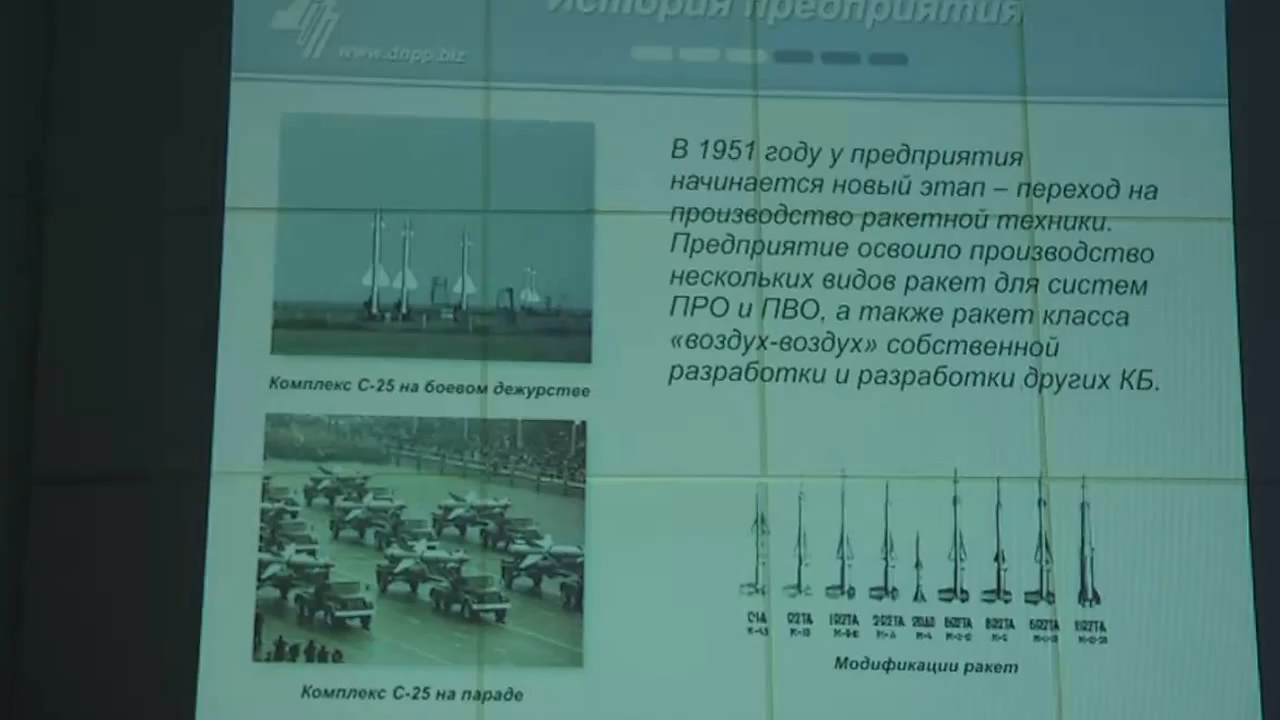 История предприятия
www.dnpp.biz
В 1951 году у предприятия
начинается новый этап – переход на
производство ракетной техники.
Предприятие освоило производство
нескольких видов ракет для систем
ПРО и ПВО, а также ракет класса
«воздух-воздух» собственной
разработки и разработки других КБ.
Комплекс С-25 на боевом дежурстве
Комплекс С-25 на параде
Модификации ракет